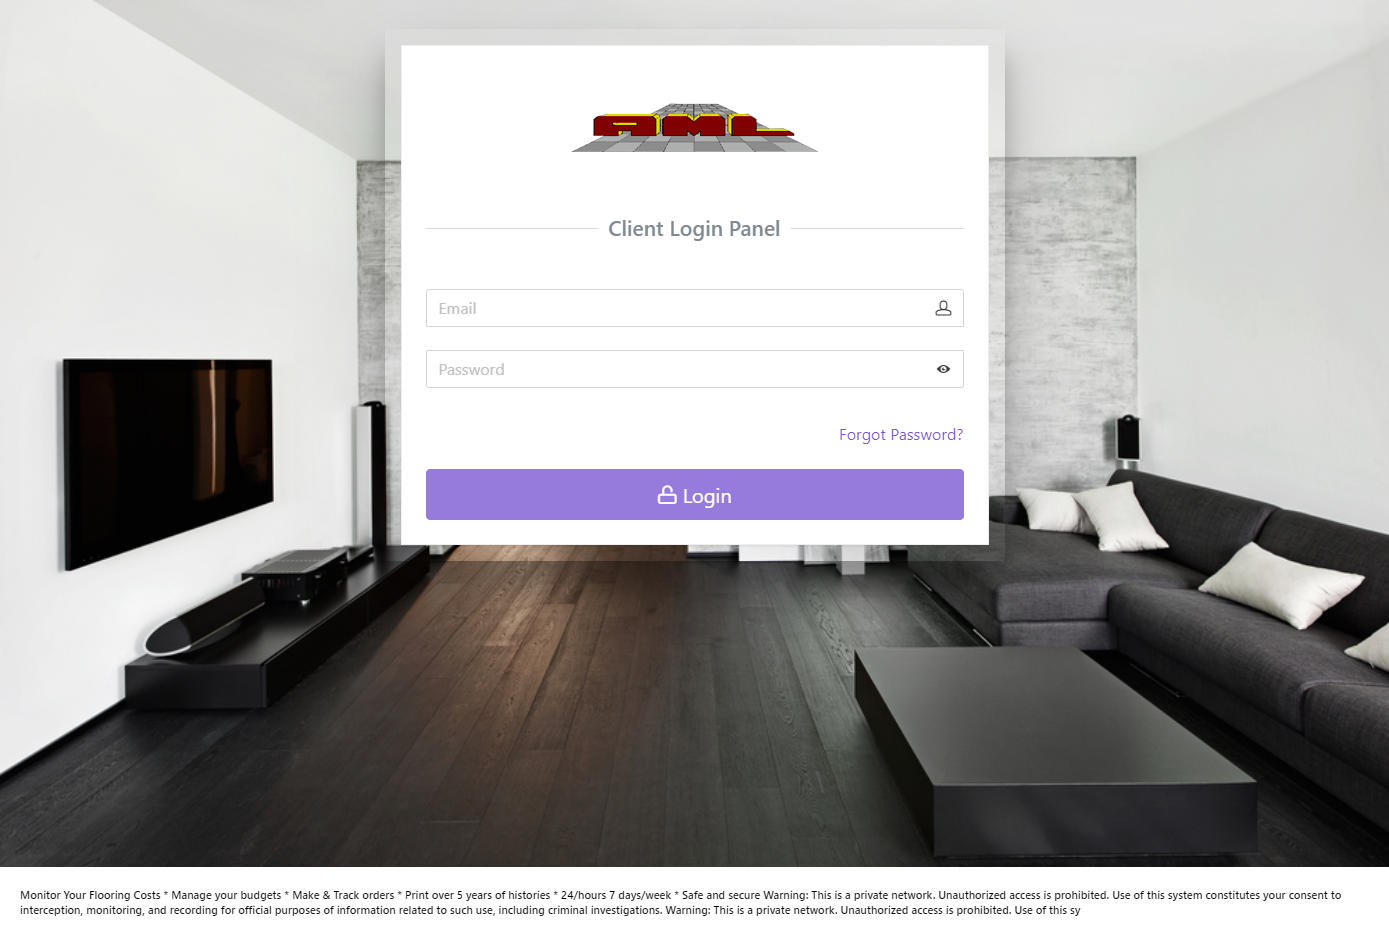 AML
Client Login Panel
Email
Password
Forgot Password?
Login
Monitor Your Flooring Costs * Manage your budgets * Make & Track orders * Print over 5 years of histories * 24/hours 7 days/week * Safe and secure Warning: This is a private network. Unauthorized access is prohibited. Use of this system constitutes your consent to
interception, monitoring, and recording for official purposes of information related to such use, including criminal investigations. Warning: This is a private network. Unauthorized access is prohibited. Use of this sy